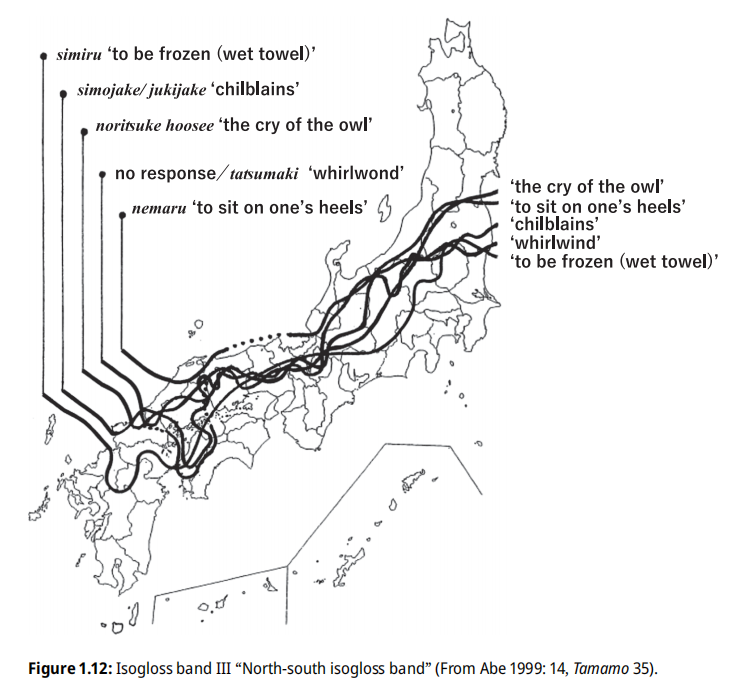 simiru ‘to be frozen (wet towel)’
simojake/jukijake ‘chilblains’
noritsuke hoosee ‘the cry of the owl’
no response/tatsumaki ‘whirlwond’
nemaru ‘to sit on one’s heels’
‘the cry of the owl’
‘to sit on one’s heels’
‘chilblains’
‘whirlwind’
‘to be frozen (wet towel)’
Figure 1.12: Isogloss band III “North-south isogloss band” (From Abe 1999: 14, Tamamo 35).